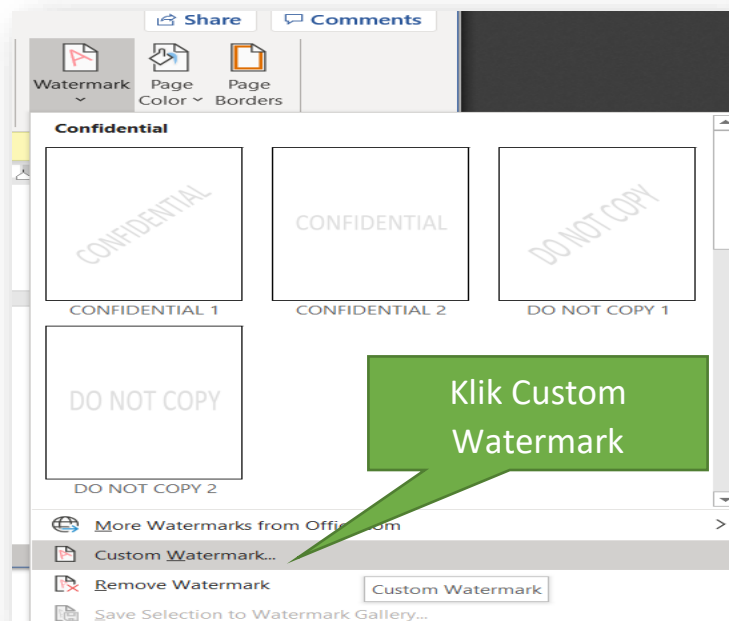 Share
Comments
Watermark
Page
Color
Page
Borders
Confidential
CONFIDENTIAL
CONFIDENTIAL
DO NOT COPY
CONFIDENTIAL 1
CONFIDENTIAL 2
DO NOT COPY 1
DO NOT COPY
Klik Custom
Watermark
DO NOT COPY 2
More Watermarks from Office.com
Custom Watermark...
Remove Watermark
Custom Watermark
Save Selection to Watermark Gallery...